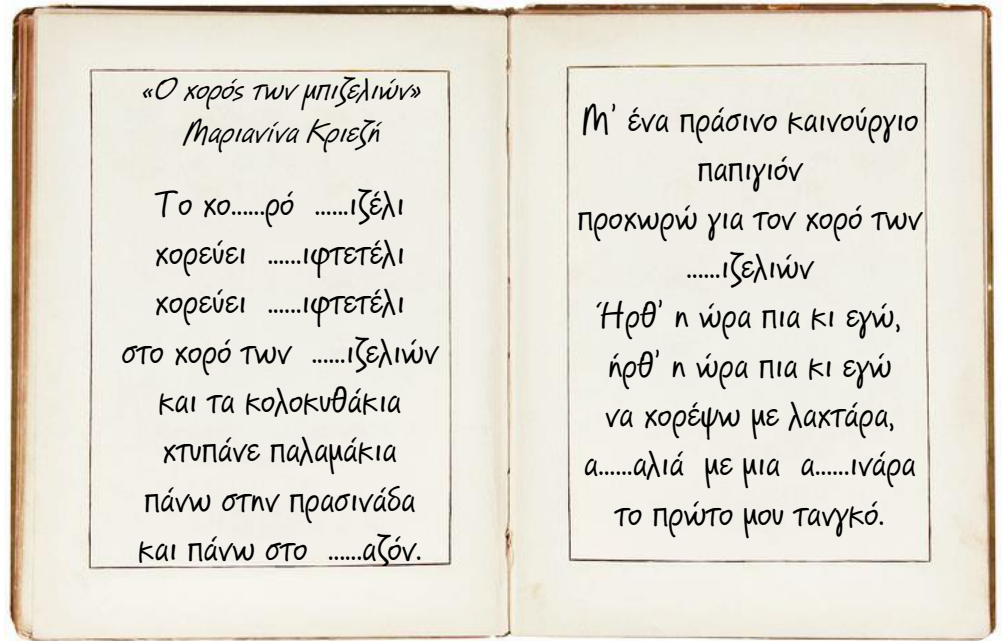 «Ο χορός των μπιζελιών»
Μαριανίνα Κριεζή
Το χο......ρό ......ιζέλι
χορεύει ......ιφτετέλι
χορεύει ......ιφτετέλι
στο χορό των ......ιζελιών
και τα κολοκυθάκια
χτυπάνε παλαμάκια
πάνω στην πρασινάδα
και πάνω στο ......αζόν.
Μ' ένα πράσινο καινούργιο
παπιγιόν
προχωρώ για τον χορό των
......ιζελιών
Ήρθ' η ώρα πια κι εγώ,
ήρθ' η ώρα πια κι εγώ
να χορέψω με λαχτάρα,
α......αλιά με μια α......ινάρα
το πρώτο μου τανγκό.